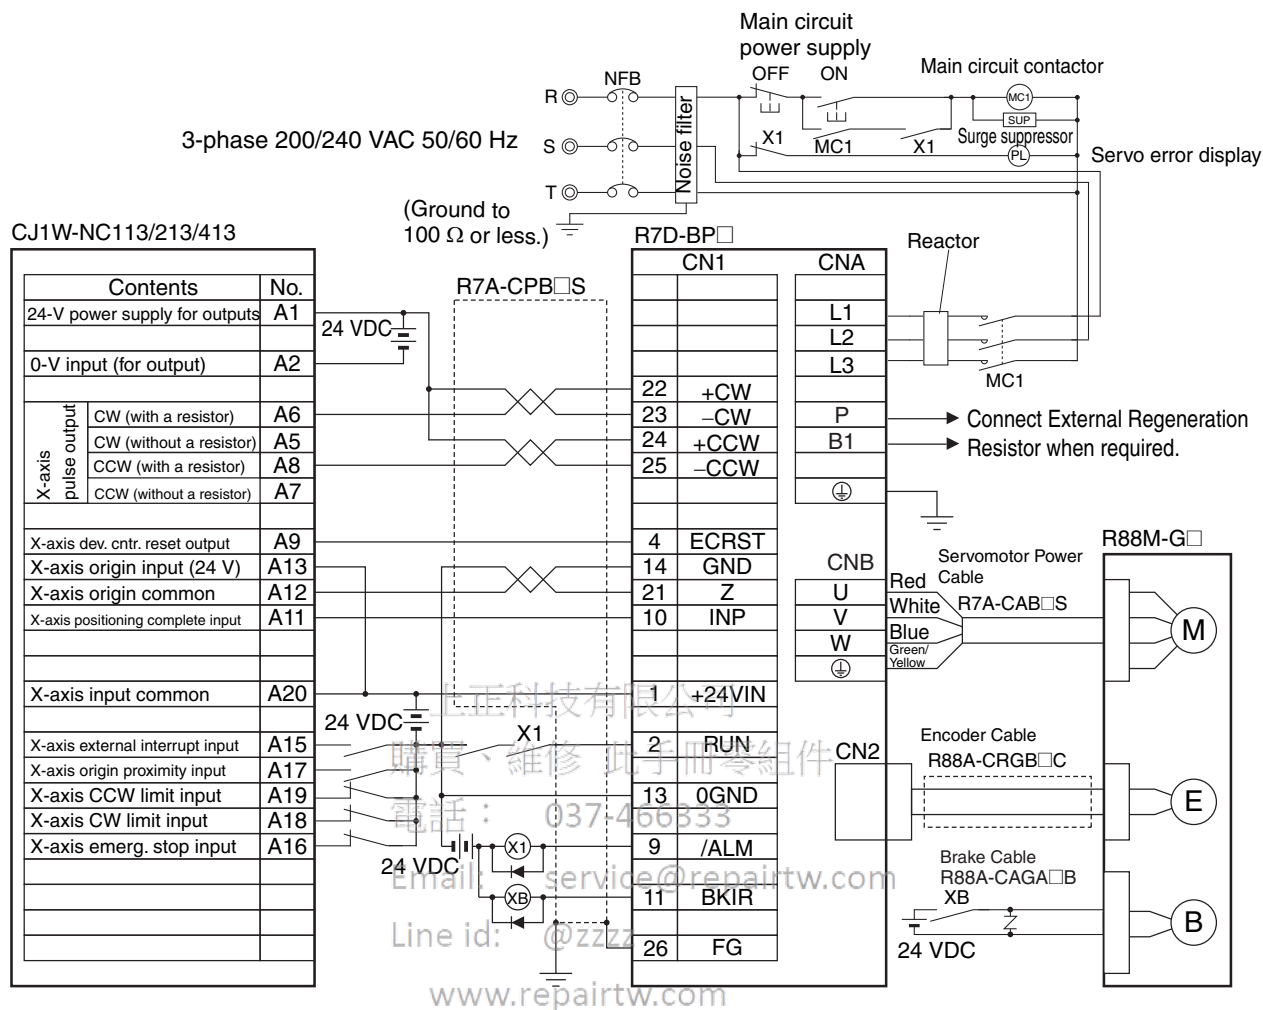 Main circuit
power supply
OFF
ON
Main circuit contactor
NFB
R
MC1
SUP
Surge suppressor
3-phase 200/240 VAC 50/60 Hz
S
Noise filter
X1
MC1
X1
PL
Servo error display
T
(Ground to
100 Ω or less.)
CJ1W-NC113/213/413
R7D-BP□
Reactor
Contents No.
R7A-CPB□S
CN1
CNA
24-V power supply for outputs A1
24 VDC
L1
L2
0-V input (for output) A2
L3
MC1
22 +CW
X-axis
pulse output
CW (with a resistor) A6
23 −CW
P
Connect External Regeneration
CW (without a resistor) A5
24 +CCW
B1
Resistor when required.
CCW (with a resistor) A8
25 −CCW
CCW (without a resistor) A7
X-axis dev. cntr. reset output A9
4 ECRST
R88M-G□
X-axis origin input (24 V) A13
14 GND
CNB
Servomotor Power
Cable
X-axis origin common A12
21 Z
U
Red
R7A-CAB□S
X-axis positioning complete input A11
10 INP
V
White
M
W
Blue
Green/
Yellow
X-axis input common A20
1 +24VIN
上正科技有限公司
24 VDC
X-axis external interrupt input A15
X1
2 RUN
CN2
Encoder Cable
R88A-CRGB□C
購買、維修 此手冊零組件
X-axis origin proximity input A17
X-axis CCW limit input A19
13 0GND
E
電話： 037-466333
X-axis CW limit input A18
X-axis emerg. stop input A16
24 VDC
X1
9 /ALM
Brake Cable
R88A-CAGA□B
Email: service@repairtw.com
XB
11 BKIR
XB
24 VDC
B
Line id: @zzzz
26 FG
www.repairtw.com